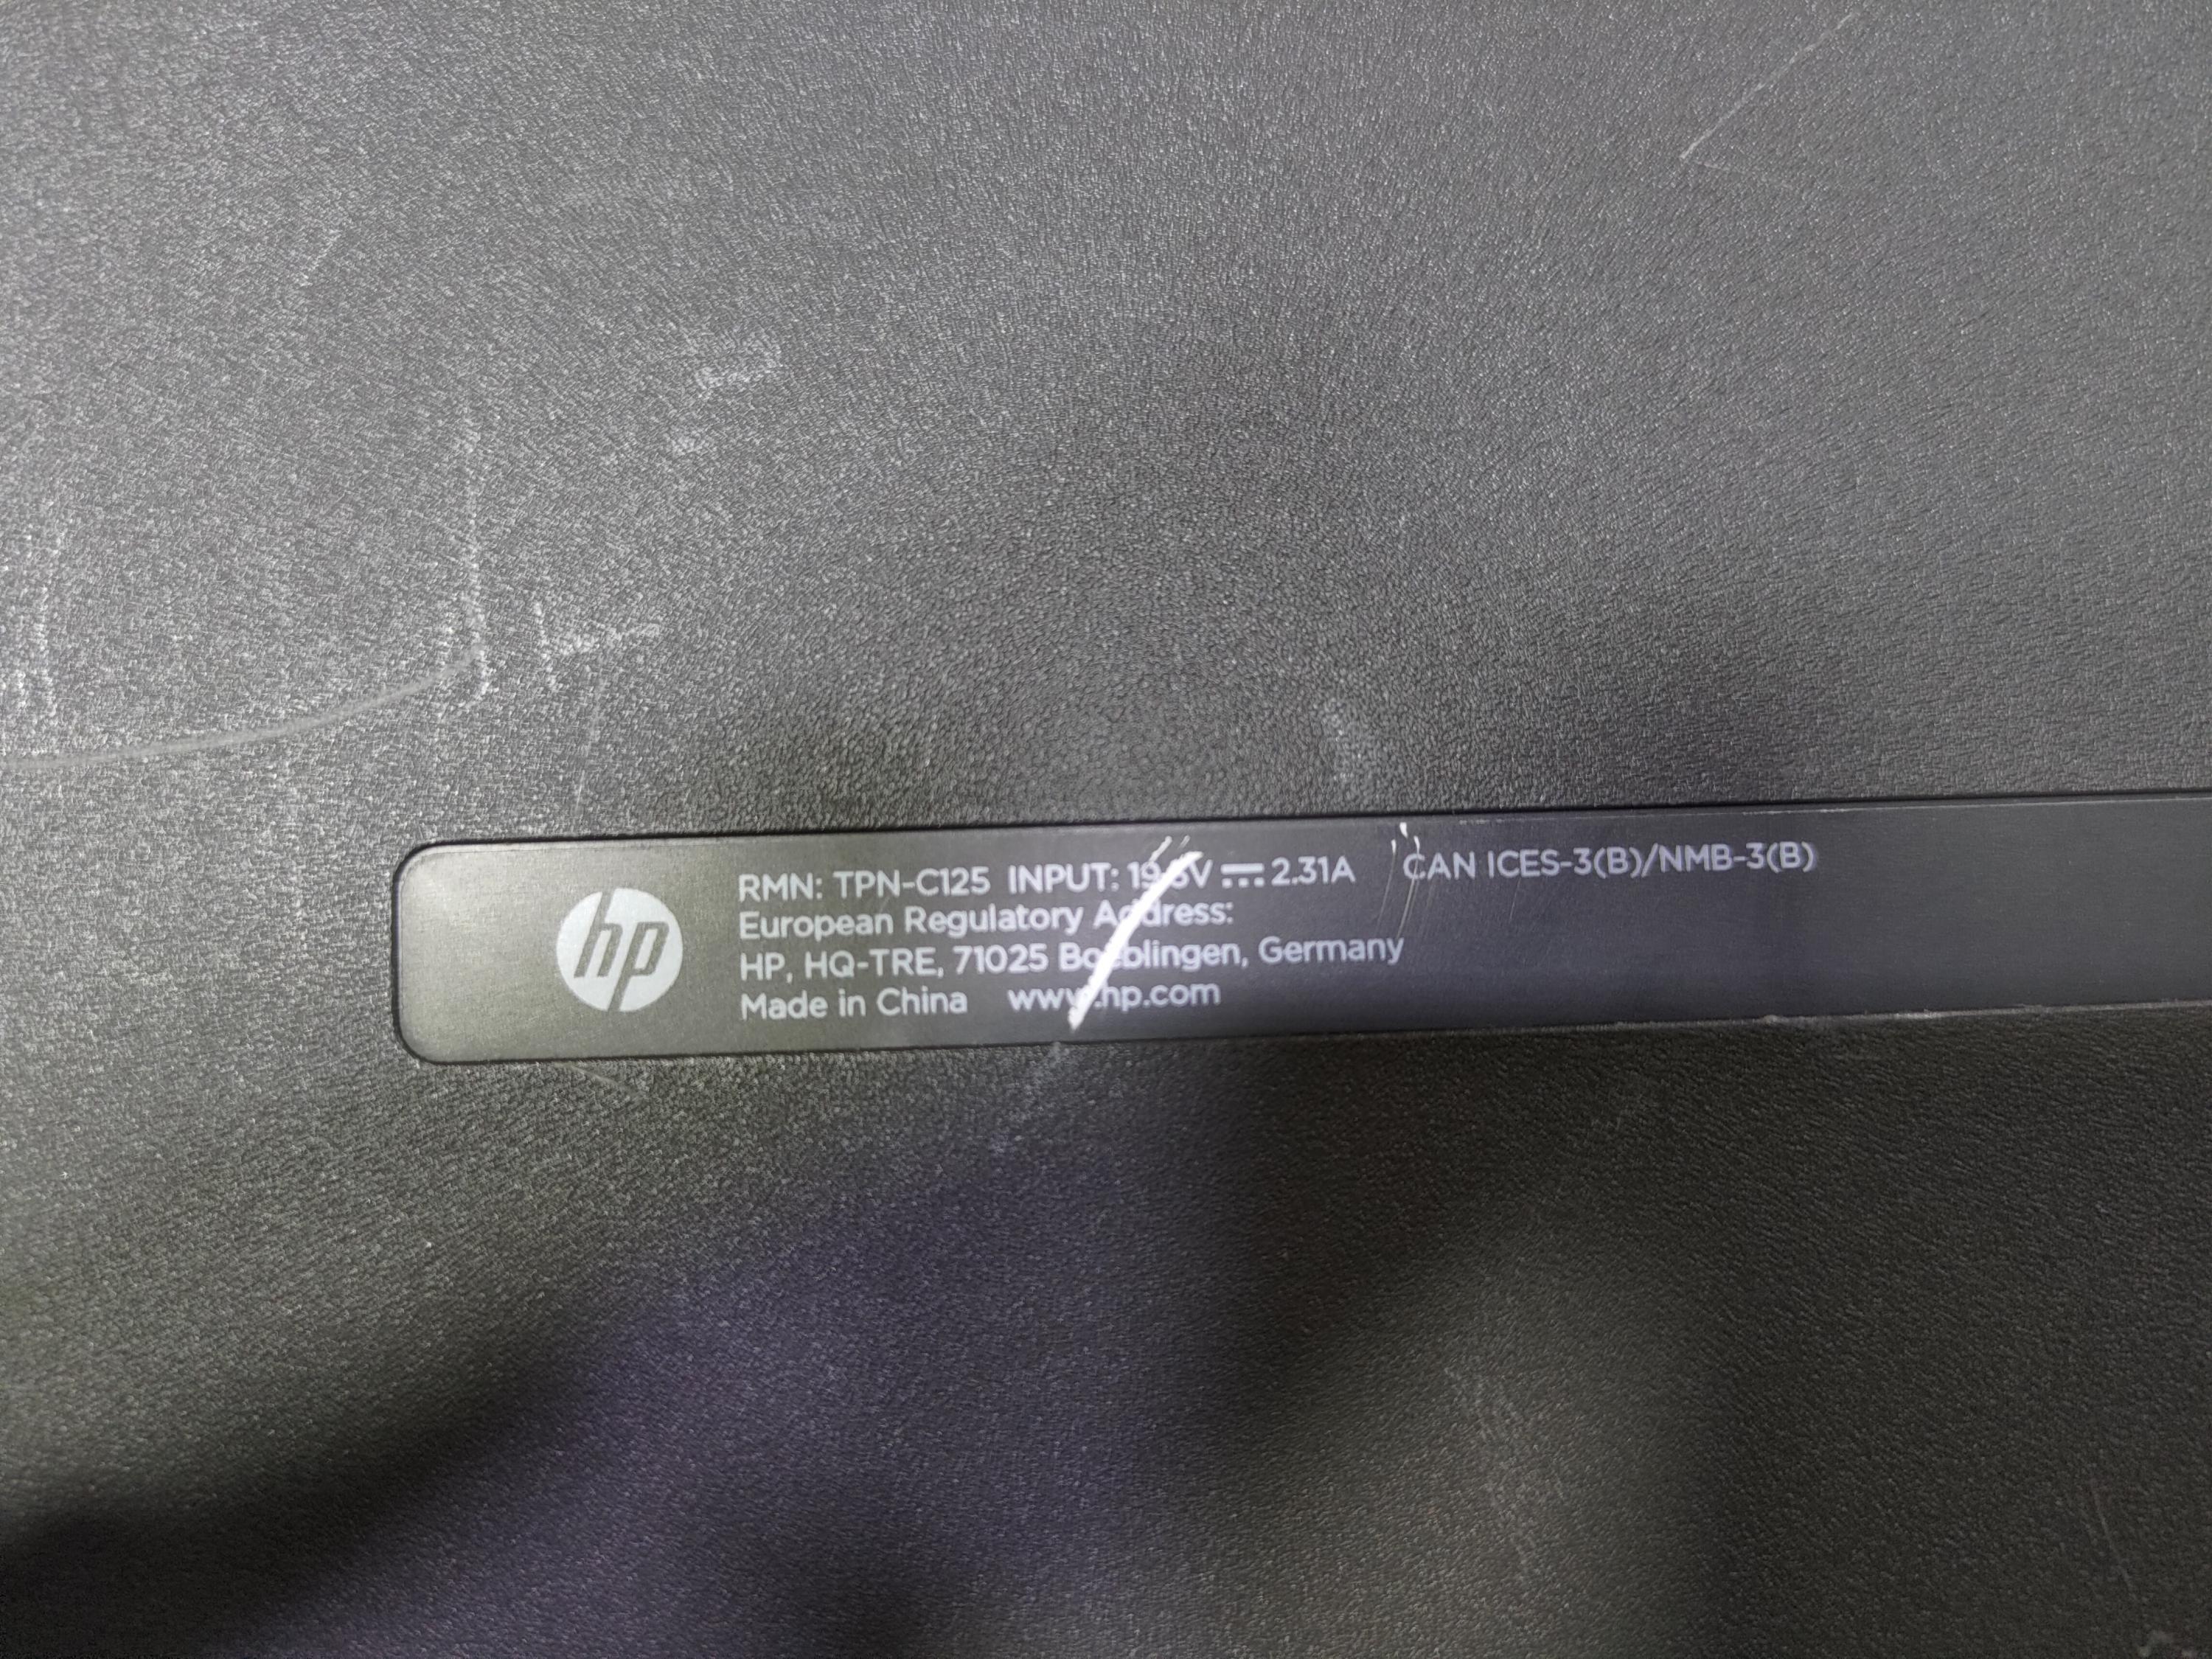 hp
RMN: TPN-C125 INPUT: 19.5V ⎓ 2.31A CAN ICES-3(B)/NMB-3(B)
European Regulatory Address:
HP, HQ-TRE, 71025 Boeblingen, Germany
Made in China www.hp.com